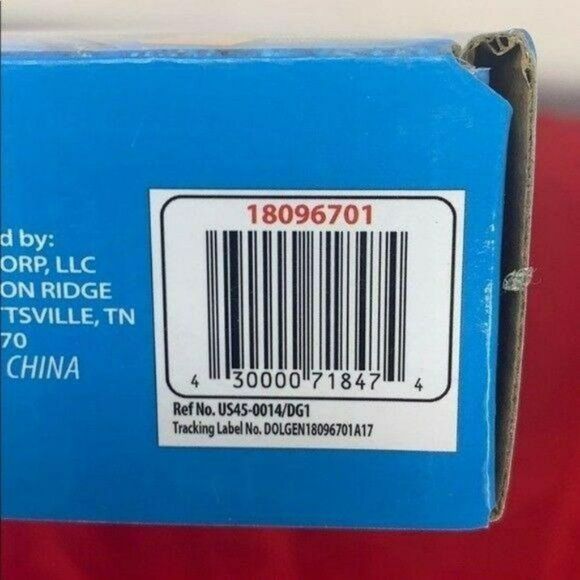 d by:
ORP, LLC
ON RIDGE
TTSVILLE, TN
70
CHINA
18096701
4 30000 71847 4
Ref No. US45-0014/DG1
Tracking Label No. DOLGEN18096701A17